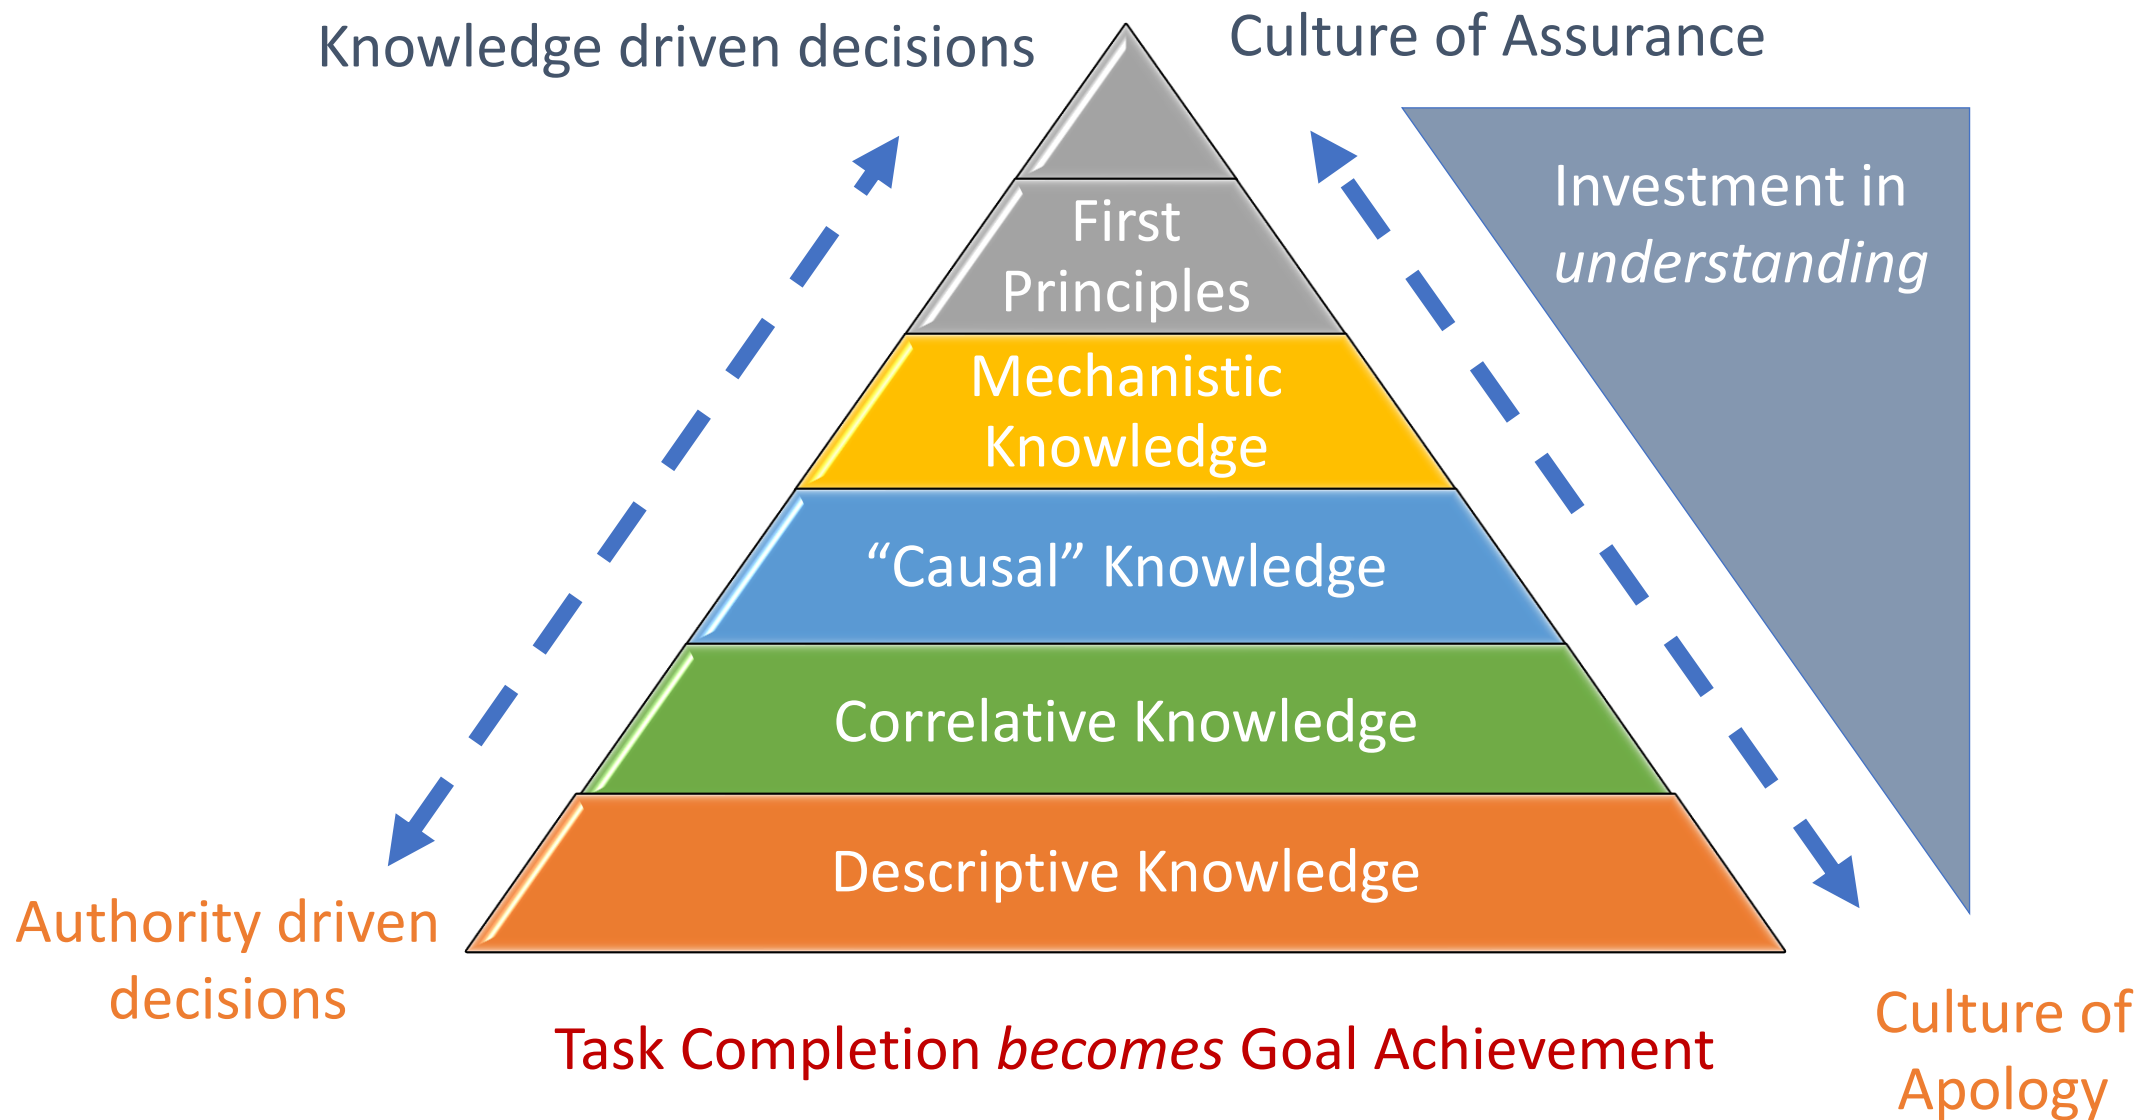 Knowledge driven decisions
Culture of Assurance
Investment in
understanding
First
Principles
Mechanistic
Knowledge
“Causal” Knowledge
Correlative Knowledge
Descriptive Knowledge
Authority driven
decisions
Culture of
Apology
Task Completion becomes Goal Achievement